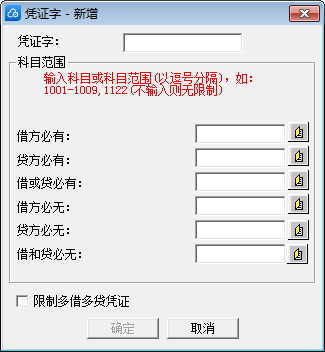 凭证字 - 新增
凭证字:
科目范围
输入科目或科目范围(以逗号分隔), 如:
1001-1009,1122(不输入则无限制)
借方必有:
贷方必有:
借或贷必有:
借方必无:
贷方必无:
借和贷必无:
限制多借多贷凭证
确定 取消